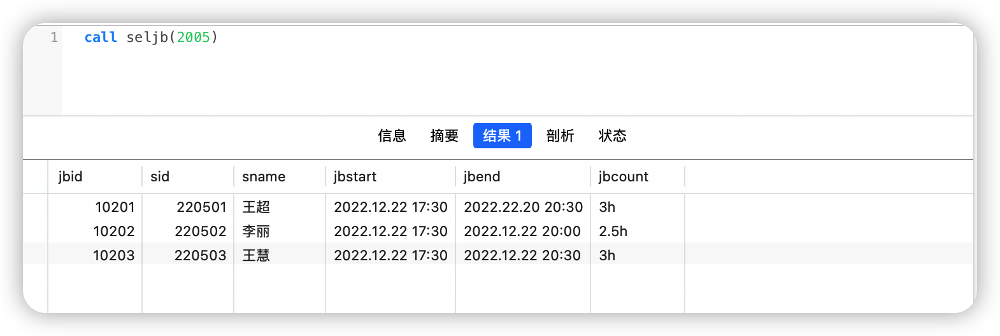 1 call seljb(2005)
信息 摘要 结果 1 剖析 状态
jbid sid sname jbstart jbend jbcount
10201 220501 王超 2022.12.22 17:30 2022.22.20 20:30 3h
10202 220502 李丽 2022.12.22 17:30 2022.12.22 20:00 2.5h
10203 220503 王慧 2022.12.22 17:30 2022.12.22 20:30 3h